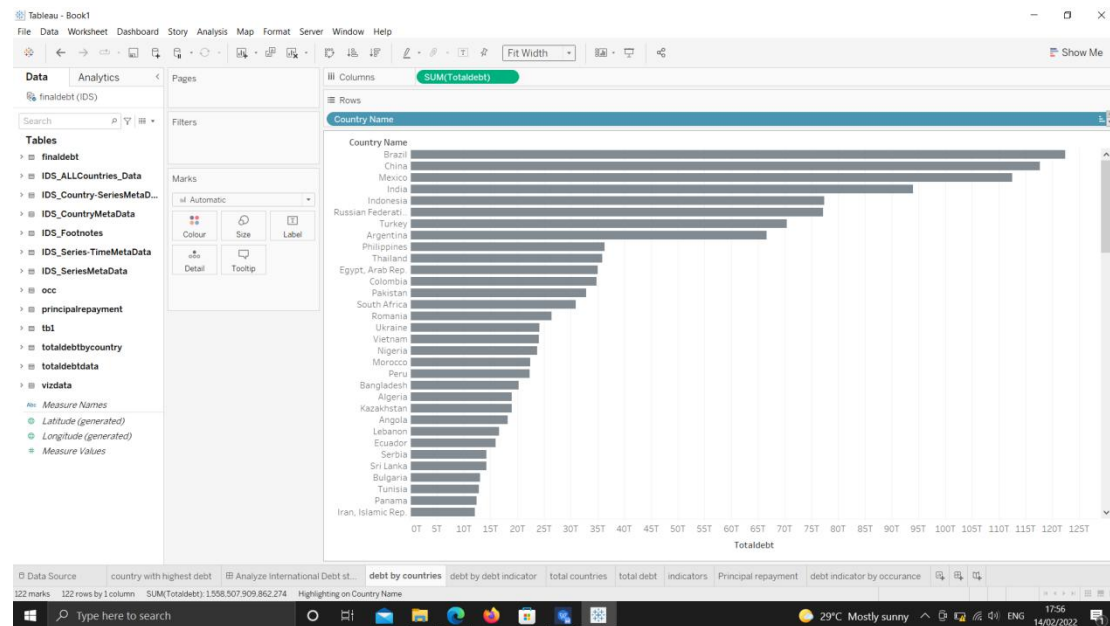 Tableau - Book1
File Data Worksheet Dashboard Story Analysis Map Format Server Window Help
Fit Width
Show Me
Data Analytics
finaldebt (IDS)
Search
Tables
finaldebt
IDS_ALLCountries_Data
IDS_Country-SeriesMetaD...
IDS_CountryMetaData
IDS_Footnotes
IDS_Series-TimeMetaData
IDS_SeriesMetaData
occ
principalrepayment
tb1
totaldebtbycountry
totaldebtdata
vizdata
Abc Measure Names
Latitude (generated)
Longitude (generated)
# Measure Values
Pages
Filters
Marks
Automatic
Colour Size Label
Detail Tooltip
Columns SUM(Totaldebt)
Rows
Country Name
Country Name
Brazil
China
Mexico
India
Indonesia
Russian Federati..
Turkey
Argentina
Philippines
Thailand
Egypt, Arab Rep.
Colombia
Pakistan
South Africa
Romania
Ukraine
Vietnam
Nigeria
Morocco
Peru
Bangladesh
Algeria
Kazakhstan
Angola
Lebanon
Ecuador
Serbia
Sri Lanka
Bulgaria
Tunisia
Panama
Iran, Islamic Rep.
0T 5T 10T 15T 20T 25T 30T 35T 40T 45T 50T 55T 60T 65T 70T 75T 80T 85T 90T 95T 100T 105T 110T 115T 120T 125T
Totaldebt
Data Source country with highest debt Analyze International Debt st... debt by countries debt by debt indicator total countries total debt indicators Principal repayment debt indicator by occurance
122 marks 122 rows by 1 column SUM(Totaldebt): 1,558,507,909,862,274 Highlighting on Country Name
Type here to search
29°C Mostly sunny ENG
17:56
14/02/2022